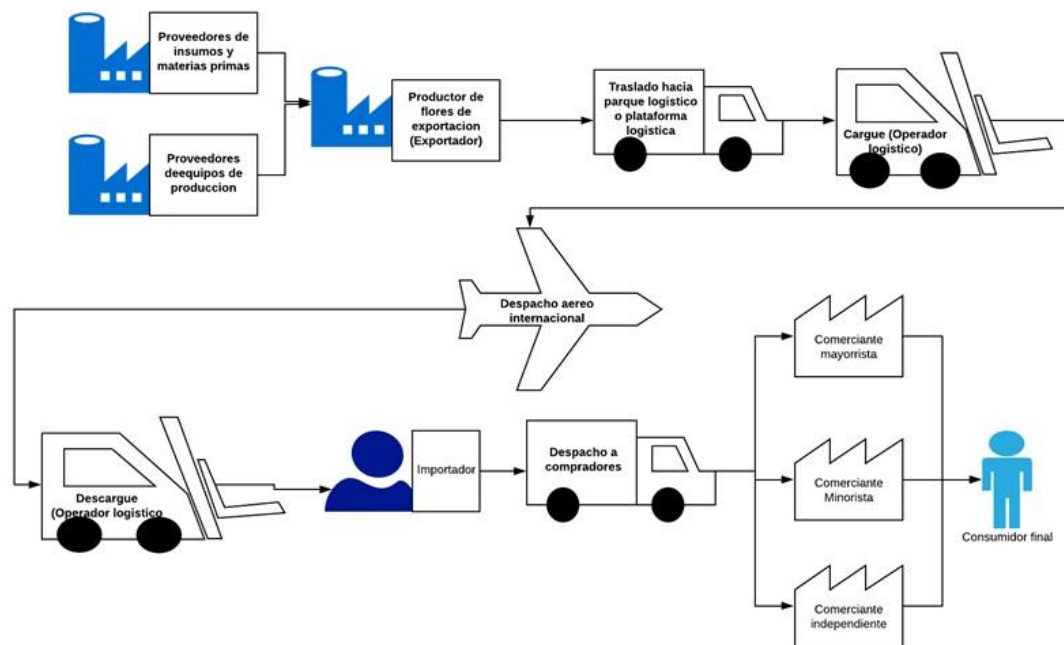 Proveedores de
insumos y
materias primas
Proveedores
deequipos de
produccion
Productor de
flores de
exportacion
(Exportador)
Traslado hacia
parque logistico
o plataforma
logistica
Cargue (Operador
logistico)
Despacho aereo
internacional
Descargue
(Operador logistico
Importador
Despacho a
compradores
Comerciante
mayorrista
Comerciante
Minorista
Comerciante
independiente
Consumidor final